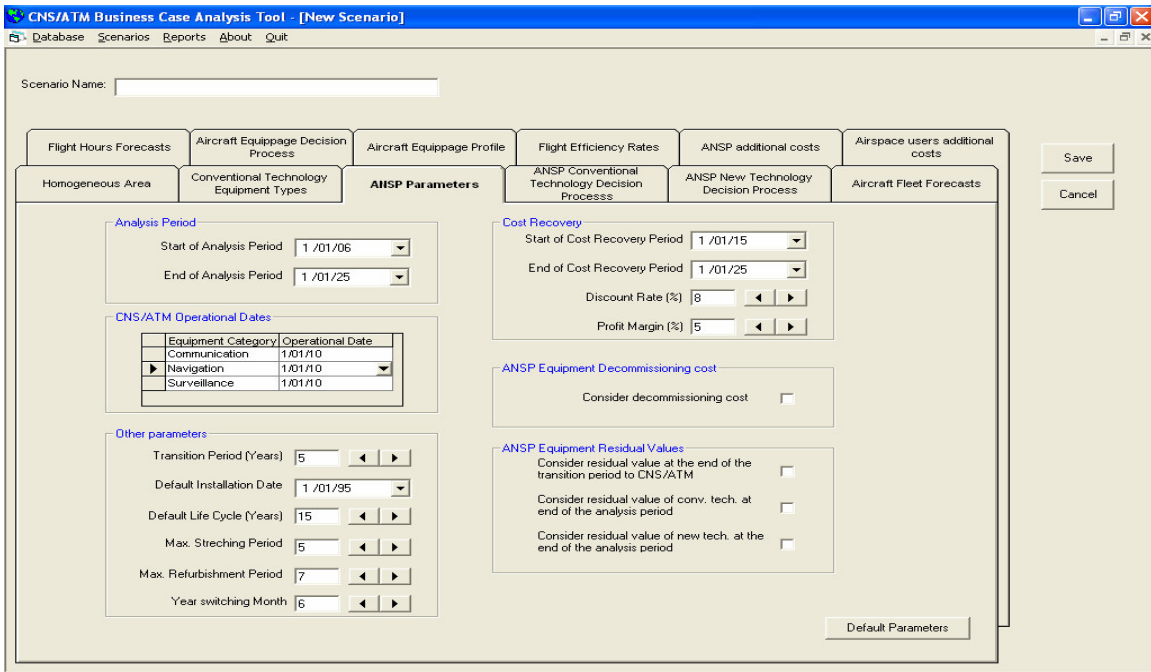 CNS/ATM Business Case Analysis Tool - [New Scenario]
Database Scenarios Reports About Quit
Scenario Name:
Flight Hours Forecasts
Aircraft Equippage Decision
Process
Aircraft Equippage Profile
Flight Efficiency Rates
ANSP additional costs
Airspace users additional
costs
Homogeneous Area
Conventional Technology
Equipment Types
ANSP Parameters
ANSP Conventional
Technology Decision
Processs
ANSP New Technology
Decision Process
Aircraft Fleet Forecasts
Save
Cancel
Analysis Period
Start of Analysis Period 1 /01/06
End of Analysis Period 1 /01/25
CNS/ATM Operational Dates
Equipment Category Operational Date
Communication 1/01/10
Navigation 1/01/10
Surveillance 1/01/10
Other parameters
Transition Period (Years) 5
Default Installation Date 1 /01/95
Default Life Cycle (Years) 15
Max. Streching Period 5
Max. Refurbishment Period 7
Year switching Month 6
Cost Recovery
Start of Cost Recovery Period 1 /01/15
End of Cost Recovery Period 1 /01/25
Discount Rate (%) 8
Profit Margin (%) 5
ANSP Equipment Decommissioning cost
Consider decommissioning cost
ANSP Equipment Residual Values
Consider residual value at the end of the
transition period to CNS/ATM
Consider residual value of conv. tech. at
end of the analysis period
Consider residual value of new tech. at the
end of the analysis period
Default Parameters